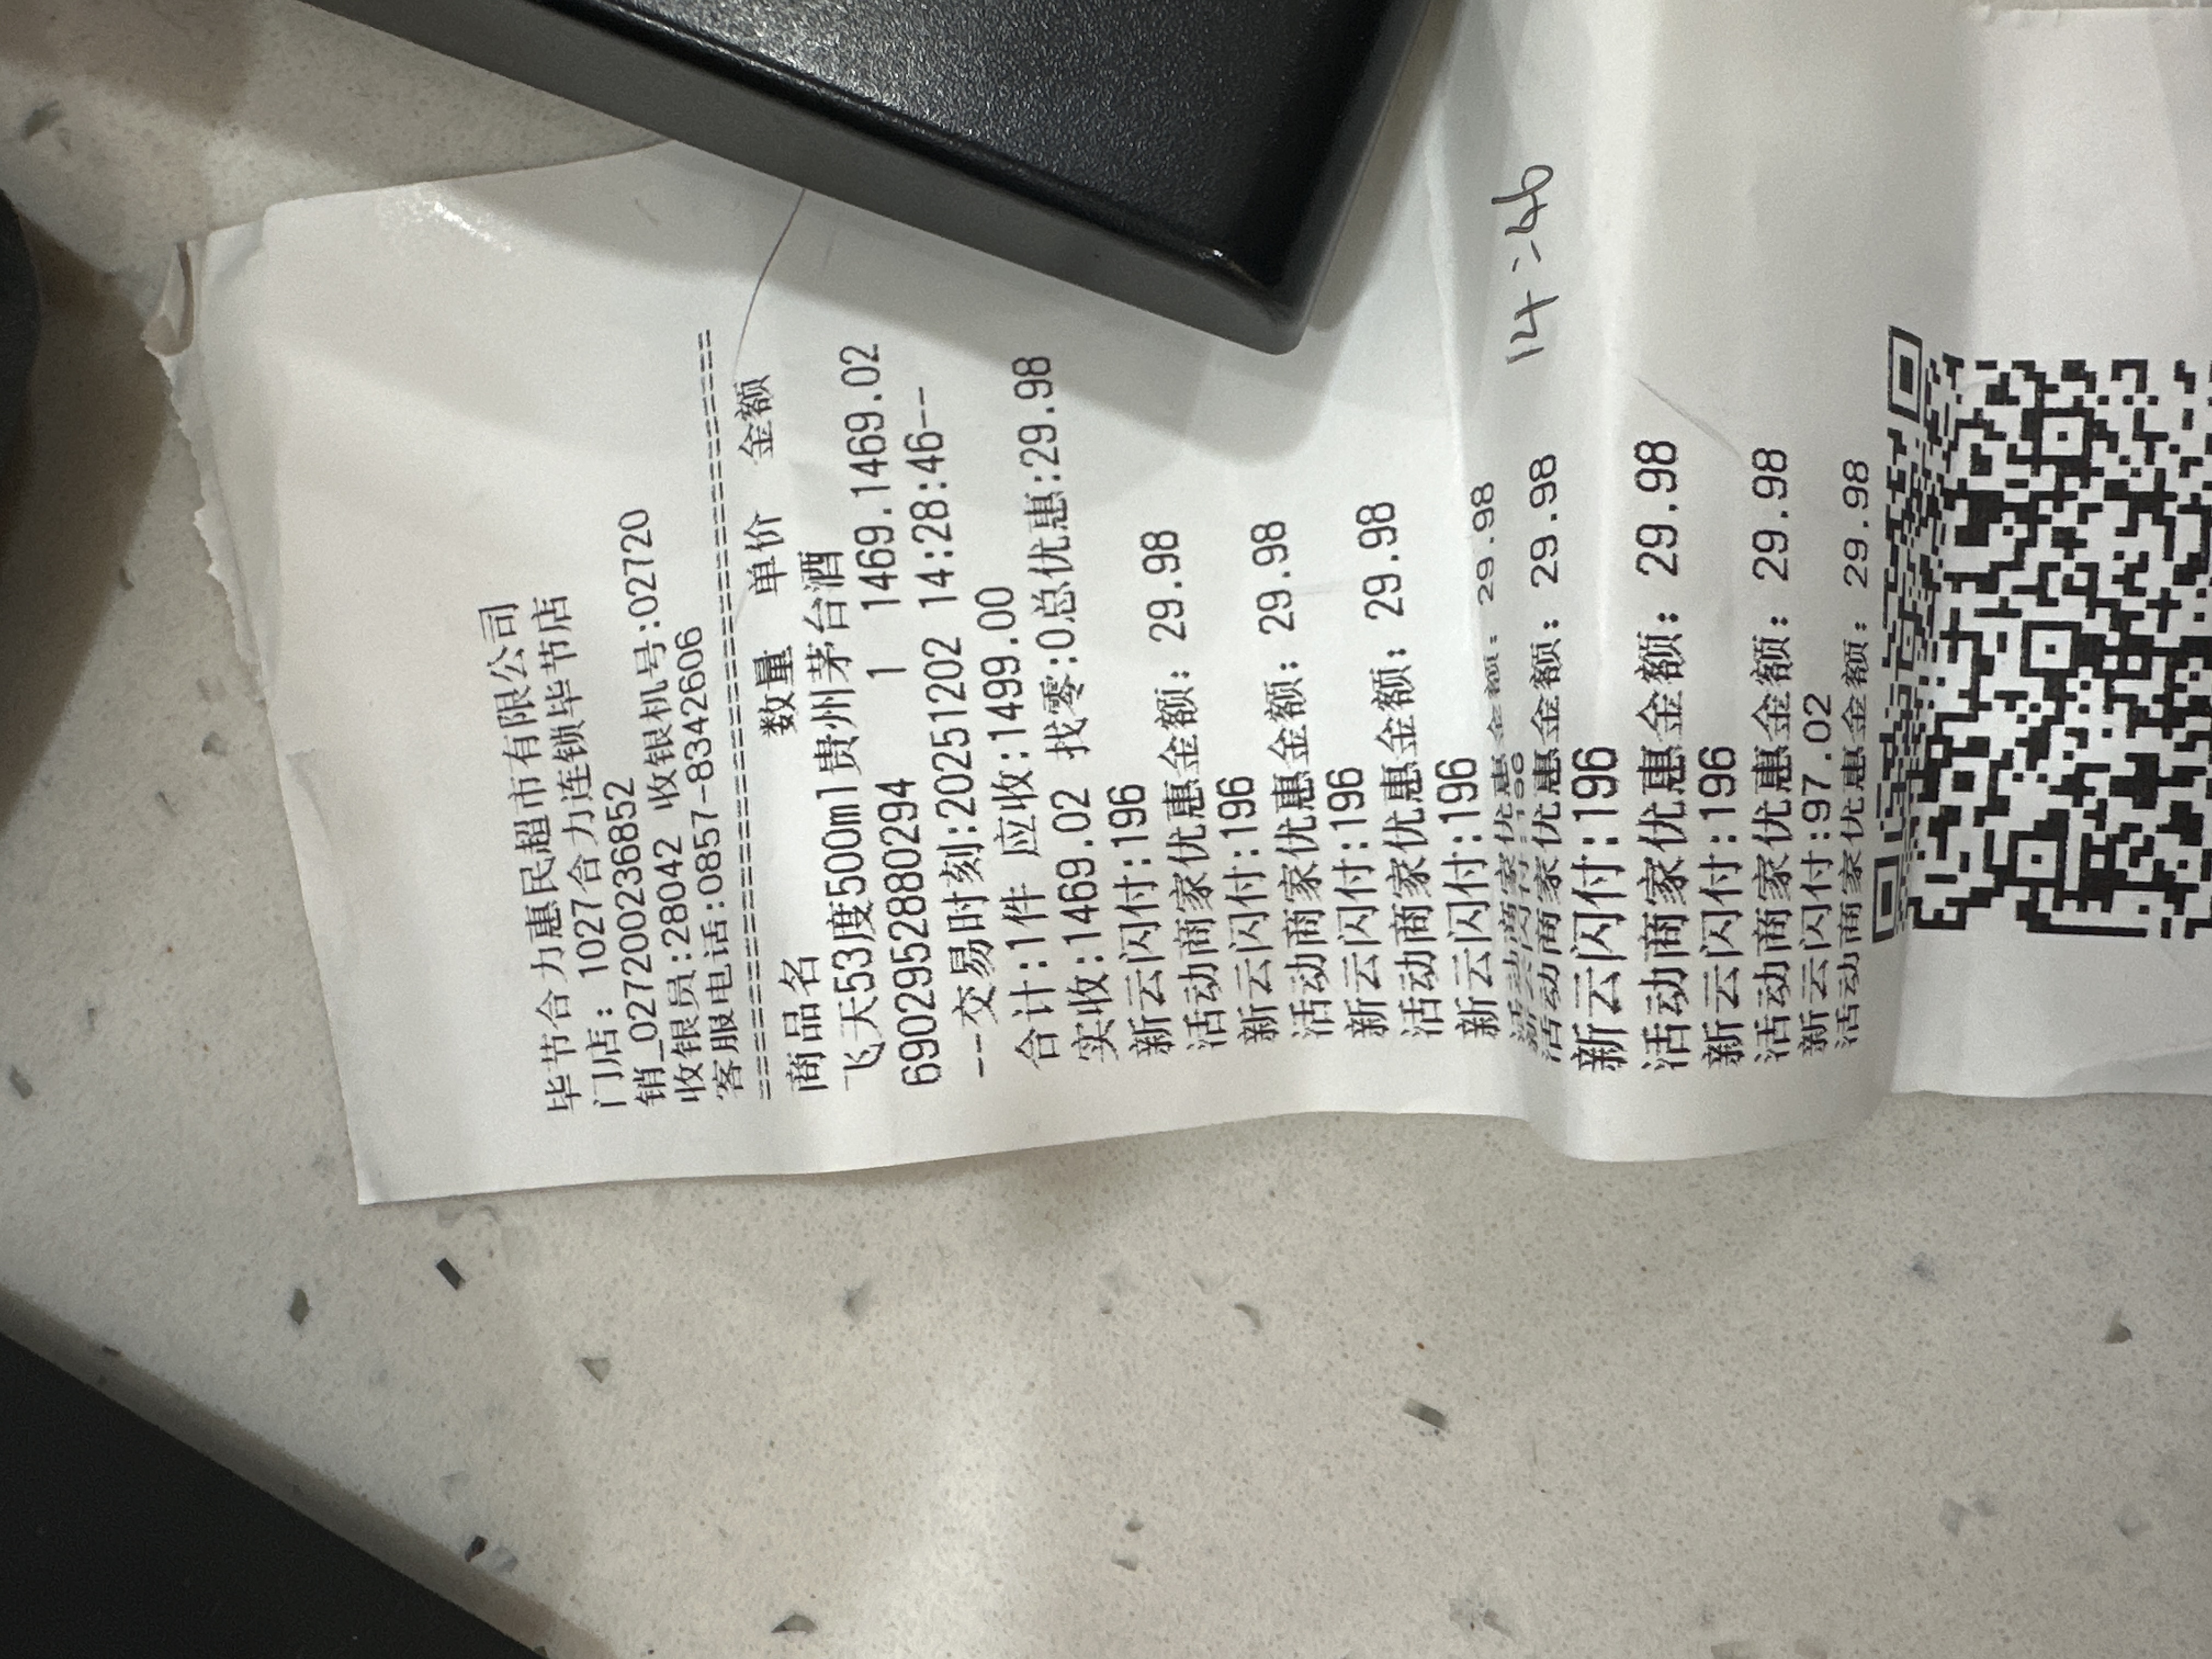 毕节合力惠民超市有限公司
门店: 1027合力连锁毕节店
销_0272000236852
收银员:28042 收银机号:02720
客服电话:0857-8342606
商品名 数量 单价 金额
飞天53度500ml贵州茅台酒
6902952880294 1 1469.1469.02
--交易时刻:20251202 14:28:46--
合计:1件 应收:1499.00
实收:1469.02 找零:0总优惠:29.98
新云闪付:196
活动商家优惠金额: 29.98
新云闪付:196
活动商家优惠金额: 29.98
新云闪付:196
活动商家优惠金额: 29.98
新云闪付:196
金额: 29.98
活动商家优惠金额: 29.98
新云闪付:196
活动商家优惠金额: 29.98
新云闪付:196
活动商家优惠金额: 29.98
新云闪付:97.02
活动商家优惠金额: 29.98
14:46